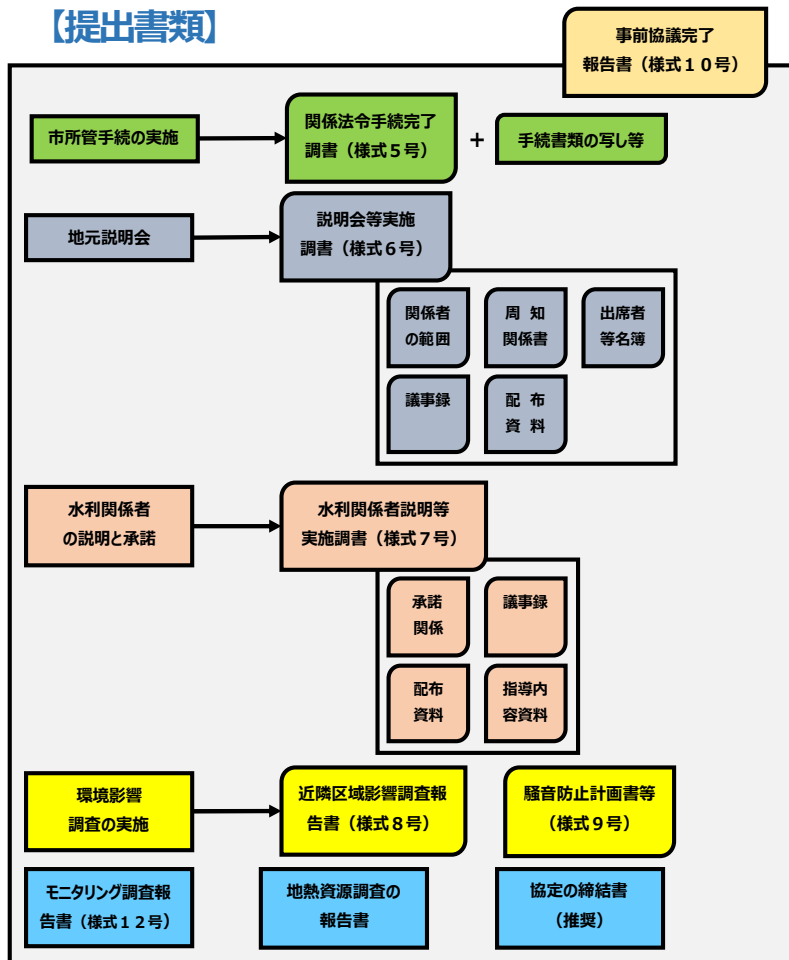 【提出書類】
事前協議完了
報告書（様式１０号）
市所管手続の実施
関係法令手続完了
調書（様式５号）
+
手続書類の写し等
地元説明会
説明会等実施
調書（様式６号）
関係者
の範囲
周 知
関係書
出席者
等名簿
議事録
配 布
資 料
水利関係者
の説明と承諾
水利関係者説明等
実施調書（様式７号）
承諾
関係
議事録
配布
資料
指導内
容資料
環境影響
調査の実施
近隣区域影響調査報
告書（様式８号）
騒音防止計画書等
（様式９号）
モニタリング調査報
告書（様式１２号）
地熱資源調査の
報告書
協定の締結書
（推奨）